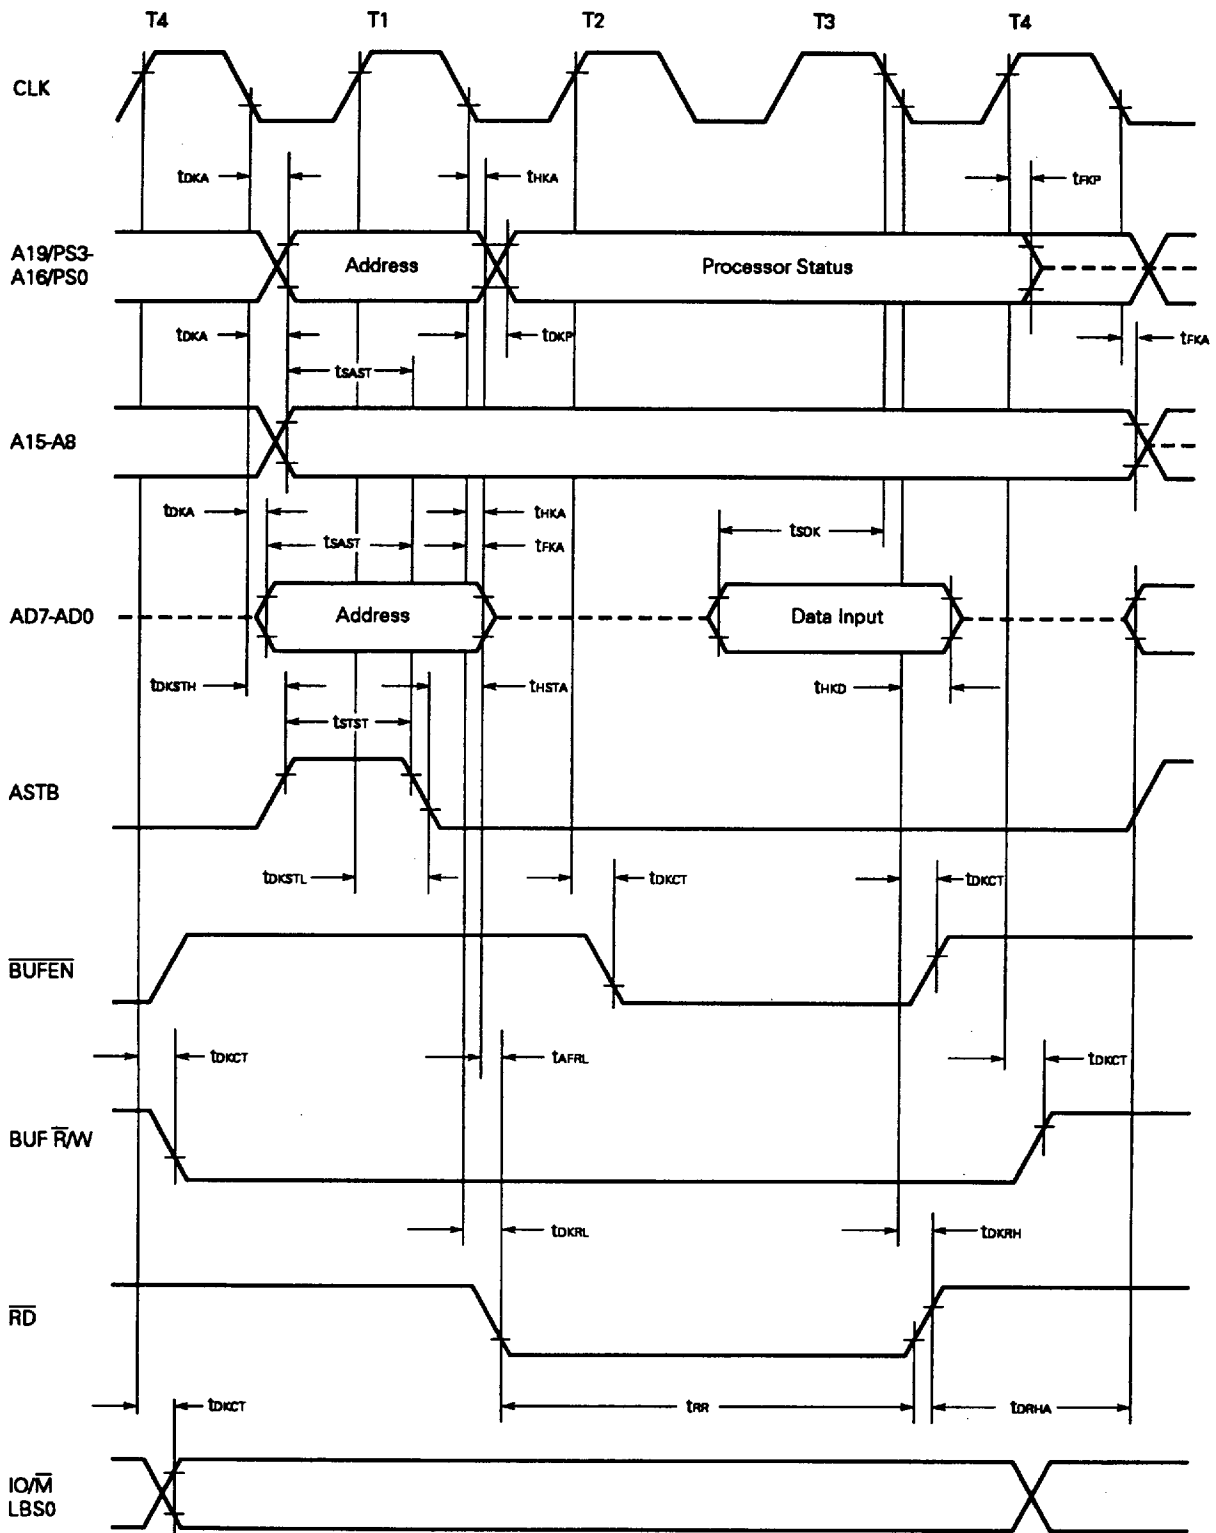 T4 T1 T2 T3 T4
CLK
tDKA tHKA tFKP
A19/PS3-
A16/PS0
Address Processor Status
tDKA tDKP tFKA
tSAST
A15-A8
tDKA tHKA tSDK
tSAST tFKA
AD7-AD0 Address Data Input
tDKSTH tHSTA tHKD
tSTST
ASTB
tDKSTL tDKCT tDKCT
B̅U̅F̅E̅N̅
tDKCT tAFRL tDKCT
BUF R̅/W
tDKRL tDKRH
R̅D̅
tDKCT tRR tDRHA
IO/M̅
LBS0